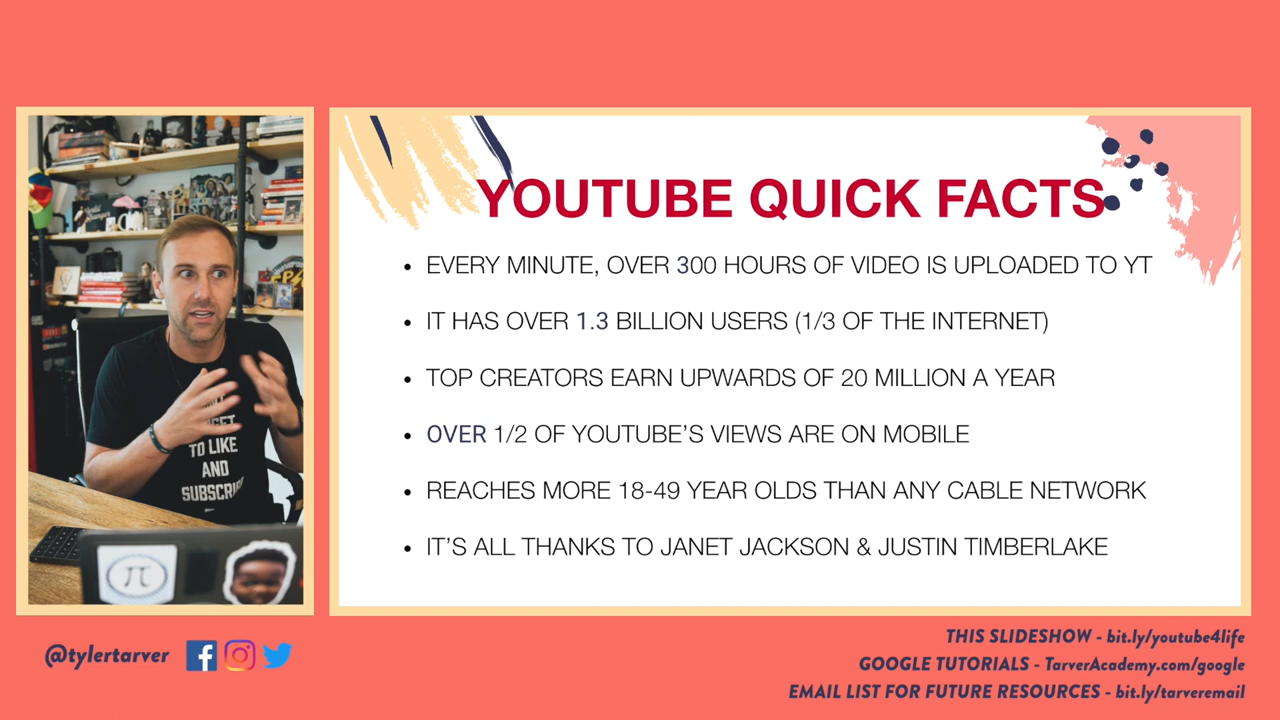 YOUTUBE QUICK FACTS
• EVERY MINUTE, OVER 300 HOURS OF VIDEO IS UPLOADED TO YT
• IT HAS OVER 1.3 BILLION USERS (1/3 OF THE INTERNET)
• TOP CREATORS EARN UPWARDS OF 20 MILLION A YEAR
• OVER 1/2 OF YOUTUBE'S VIEWS ARE ON MOBILE
• REACHES MORE 18-49 YEAR OLDS THAN ANY CABLE NETWORK
• IT'S ALL THANKS TO JANET JACKSON & JUSTIN TIMBERLAKE
TO LIKE
AND
SUBSCRI
π
@tylertarver
THIS SLIDESHOW - bit.ly/youtube4life
GOOGLE TUTORIALS - TarverAcademy.com/google
EMAIL LIST FOR FUTURE RESOURCES - bit.ly/tarveremail